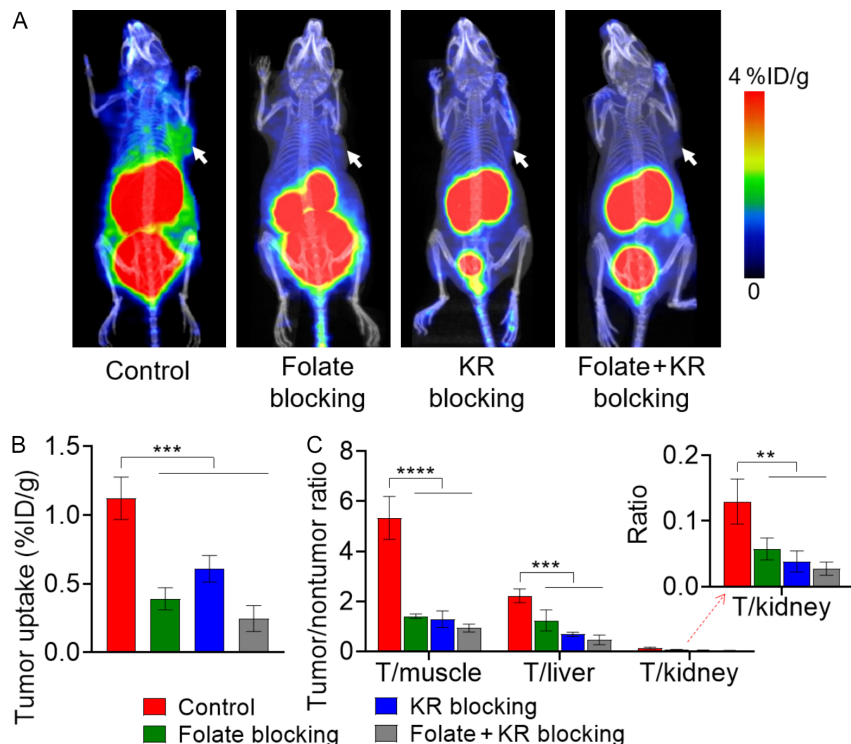 A
4 %ID/g
0
Control
Folate
blocking
KR
blocking
Folate+KR
bolcking
B
Tumor uptake (%ID/g)
1.5
1.0
0.5
0.0
***
C
Tumor/nontumor ratio
8
6
4
2
0
****
***
T/muscle
T/liver
T/kidney
Ratio
0.2
0.1
0.0
**
T/kidney
Control
Folate blocking
KR blocking
Folate+KR blocking